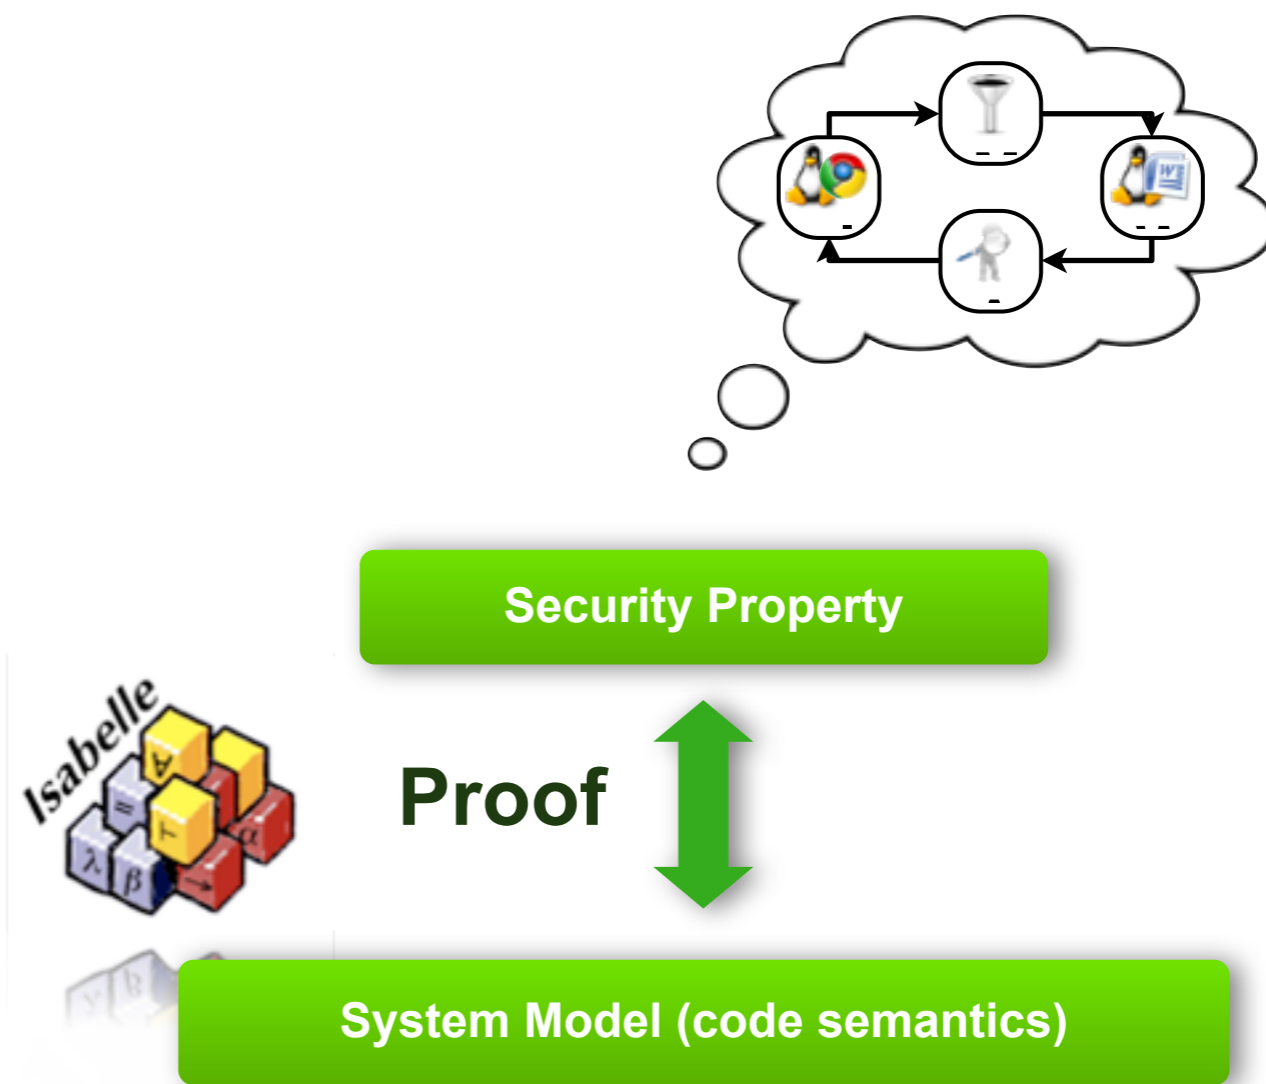 W
Security Property
Isabelle
∀
=
α
λ
β
→
Proof
System Model (code semantics)